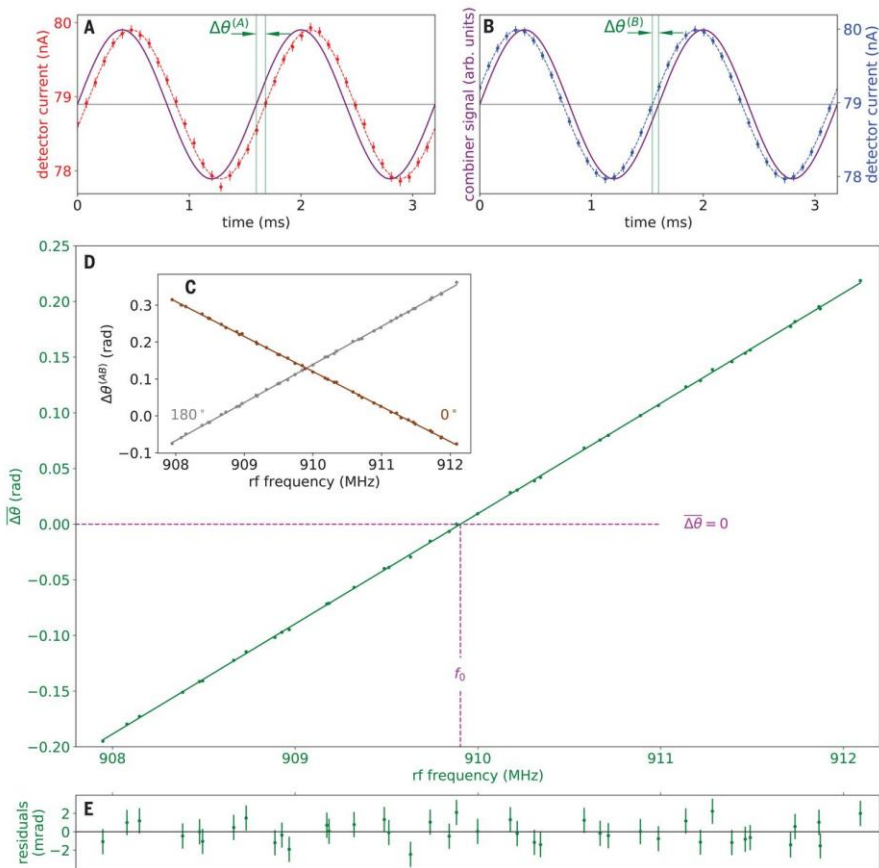 A
Δθ(A)
detector current (nA)
80
79
78
0
1
2
3
time (ms)
B
Δθ(B)
combiner signal (arb. units)
80
79
78
detector current (nA)
0
1
2
3
time (ms)
D
0.25
0.20
0.15
0.10
0.05
0.00
−0.05
−0.10
−0.15
−0.20
Δθ (rad)
C
0.3
0.2
0.1
0.0
−0.1
Δθ(AB) (rad)
180°
0°
908
909
910
911
912
rf frequency (MHz)
Δθ = 0
f0
908
909
910
911
912
rf frequency (MHz)
E
residuals
(mrad)
2
0
−2